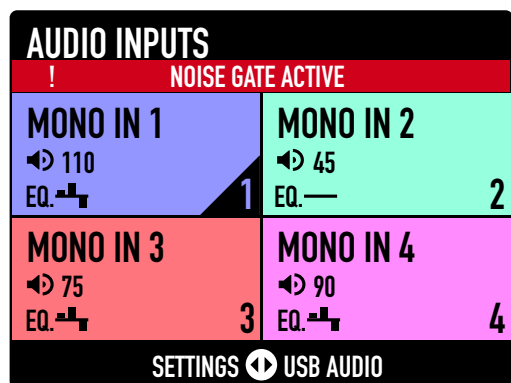 AUDIO INPUTS
! NOISE GATE ACTIVE
MONO IN 1
110
EQ.
1
MONO IN 2
45
EQ.
2
MONO IN 3
75
EQ.
3
MONO IN 4
90
EQ.
4
SETTINGS USB AUDIO